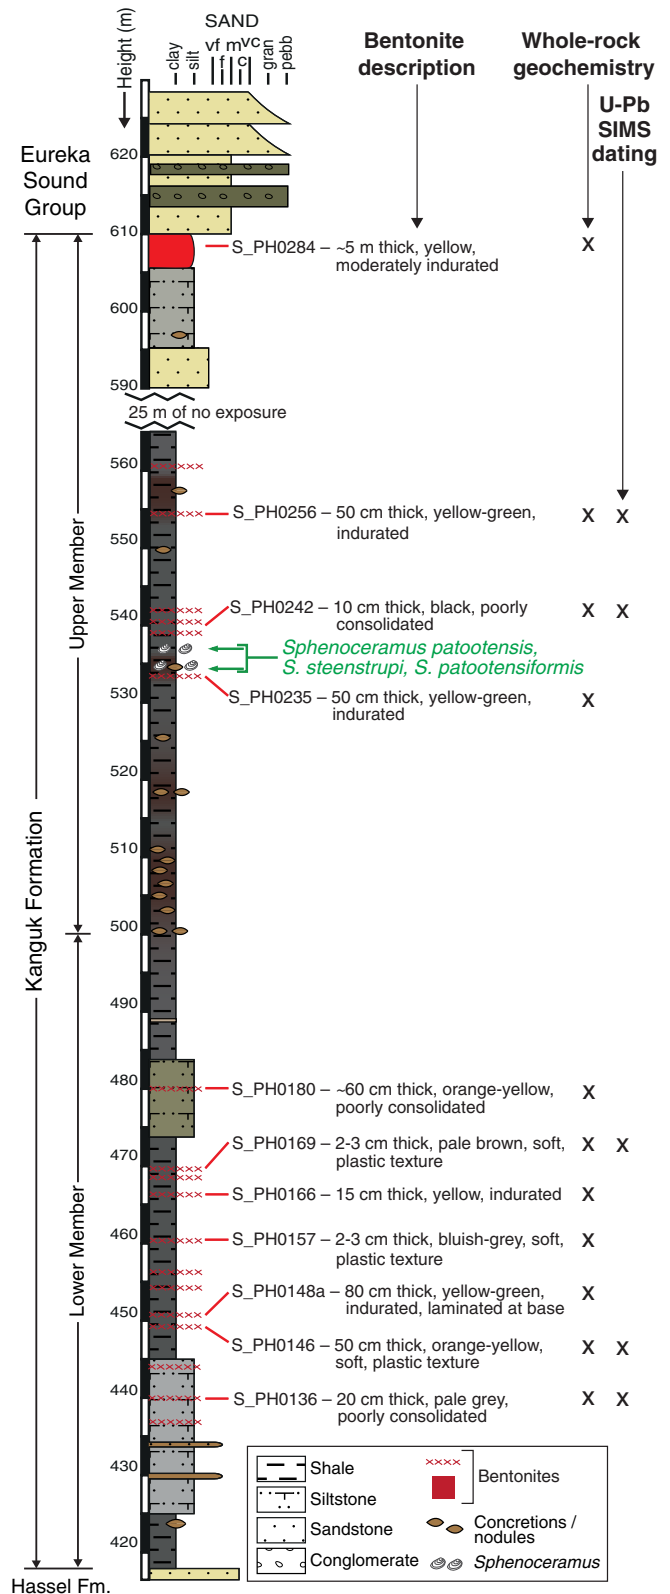 Height (m)
clay
silt
SAND
vf
f
m
c
vc
gran
pebb
Bentonite
description
Whole-rock
geochemistry
U-Pb
SIMS
dating
Eureka
Sound
Group
620
610
S_PH0284 – ~5 m thick, yellow,
moderately indurated
X
600
590
25 m of no exposure
560
S_PH0256 – 50 cm thick, yellow-green,
indurated
X X
550
540
S_PH0242 – 10 cm thick, black, poorly
consolidated
X X
Sphenoceramus patootensis,
S. steenstrupi, S. patootensiformis
530
S_PH0235 – 50 cm thick, yellow-green,
indurated
X
520
510
500
Upper Member
Kanguk Formation
490
480
S_PH0180 – ~60 cm thick, orange-yellow,
poorly consolidated
X
470
S_PH0169 – 2-3 cm thick, pale brown, soft,
plastic texture
X X
S_PH0166 – 15 cm thick, yellow, indurated
X
460
S_PH0157 – 2-3 cm thick, bluish-grey, soft,
plastic texture
X
Lower Member
450
S_PH0148a – 80 cm thick, yellow-green,
indurated, laminated at base
X
S_PH0146 – 50 cm thick, orange-yellow,
soft, plastic texture
X X
440
S_PH0136 – 20 cm thick, pale grey,
poorly consolidated
X X
430
420
Hassel Fm.
Shale
Siltstone
Sandstone
Conglomerate
Bentonites
Concretions /
nodules
Sphenoceramus